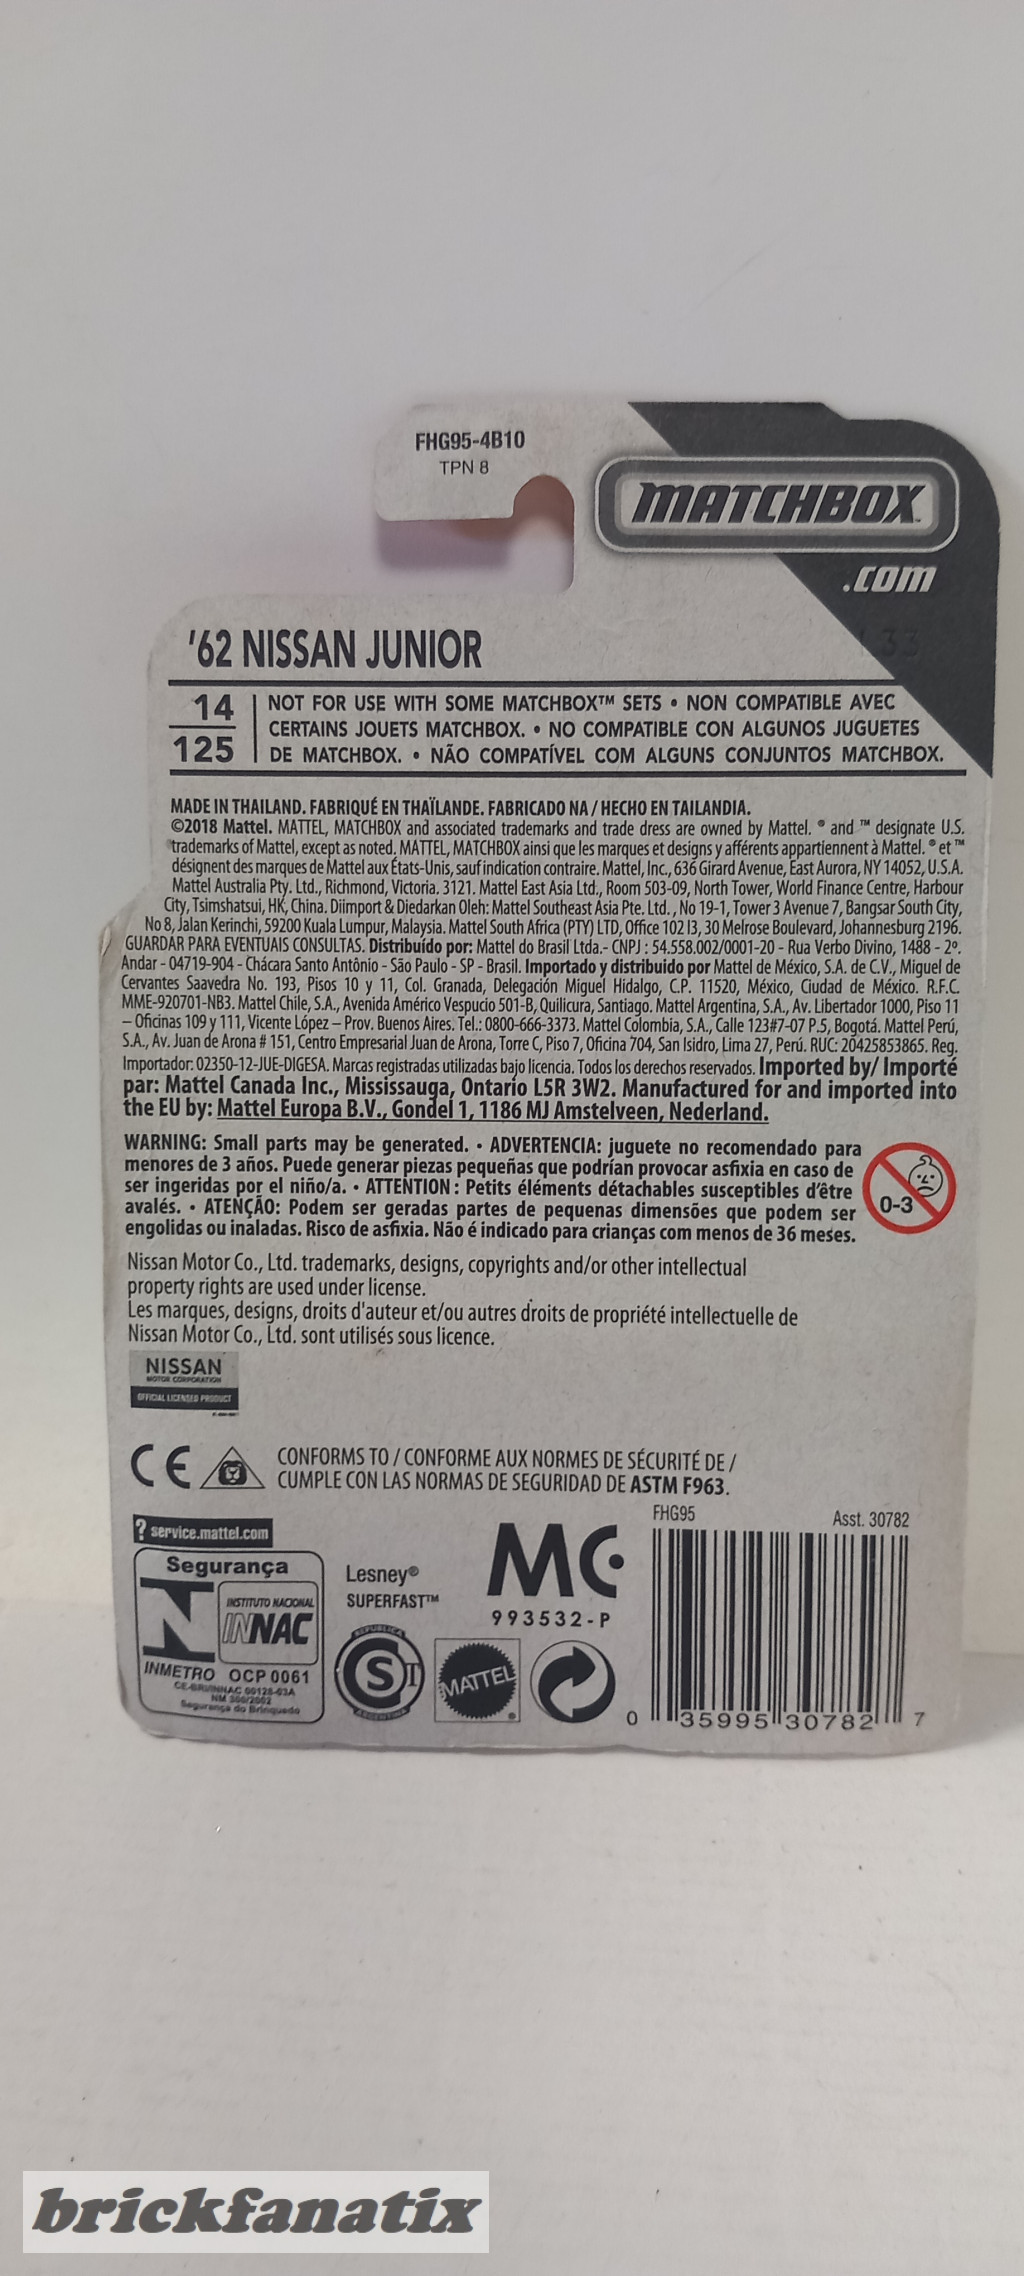 FHG95-4B10
TPN 8
MATCHBOX
.com
'62 NISSAN JUNIOR
14
125
NOT FOR USE WITH SOME MATCHBOX™ SETS • NON COMPATIBLE AVEC
CERTAINS JOUETS MATCHBOX. • NO COMPATIBLE CON ALGUNOS JUGUETES
DE MATCHBOX. • NÃO COMPATÍVEL COM ALGUNS CONJUNTOS MATCHBOX.
MADE IN THAILAND. FABRIQUÉ EN THAÏLANDE. FABRICADO NA / HECHO EN TAILANDIA.
©2018 Mattel. MATTEL, MATCHBOX and associated trademarks and trade dress are owned by Mattel. ® and ™ designate U.S.
trademarks of Mattel, except as noted. MATTEL, MATCHBOX ainsi que les marques et designs y afférents appartiennent à Mattel. ® et ™
désignent des marques de Mattel aux États-Unis, sauf indication contraire. Mattel, Inc., 636 Girard Avenue, East Aurora, NY 14052, U.S.A.
Mattel Australia Pty. Ltd., Richmond, Victoria. 3121. Mattel East Asia Ltd., Room 503-09, North Tower, World Finance Centre, Harbour
City, Tsimshatsui, HK, China. Diimport & Diedarkan Oleh: Mattel Southeast Asia Pte. Ltd. , No 19-1, Tower 3 Avenue 7, Bangsar South City,
No 8, Jalan Kerinchi, 59200 Kuala Lumpur, Malaysia. Mattel South Africa (PTY) LTD, Office 102 I3, 30 Melrose Boulevard, Johannesburg 2196.
GUARDAR PARA EVENTUAIS CONSULTAS. Distribuído por: Mattel do Brasil Ltda.- CNPJ : 54.558.002/0001-20 - Rua Verbo Divino, 1488 - 2º.
Andar - 04719-904 - Chácara Santo Antônio - São Paulo - SP - Brasil. Importado y distribuido por Mattel de México, S.A. de C.V., Miguel de
Cervantes Saavedra No. 193, Pisos 10 y 11, Col. Granada, Delegación Miguel Hidalgo, C.P. 11520, México, Ciudad de México. R.F.C.
MME-920701-NB3. Mattel Chile, S.A., Avenida Américo Vespucio 501-B, Quilicura, Santiago. Mattel Argentina, S.A., Av. Libertador 1000, Piso 11
– Oficinas 109 y 111, Vicente López – Prov. Buenos Aires. Tel.: 0800-666-3373. Mattel Colombia, S.A., Calle 123#7-07 P.5, Bogotá. Mattel Perú,
S.A., Av. Juan de Arona # 151, Centro Empresarial Juan de Arona, Torre C, Piso 7, Oficina 704, San Isidro, Lima 27, Perú. RUC: 20425853865. Reg.
Importador: 02350-12-JUE-DIGESA. Marcas registradas utilizadas bajo licencia. Todos los derechos reservados. Imported by/ Importé
par: Mattel Canada Inc., Mississauga, Ontario L5R 3W2. Manufactured for and imported into
the EU by: Mattel Europa B.V., Gondel 1, 1186 MJ Amstelveen, Nederland.
WARNING: Small parts may be generated. • ADVERTENCIA: juguete no recomendado para
menores de 3 años. Puede generar piezas pequeñas que podrían provocar asfixia en caso de
ser ingeridas por el niño/a. • ATTENTION : Petits éléments détachables susceptibles d'être
avalés. • ATENÇÃO: Podem ser geradas partes de pequenas dimensões que podem ser
engolidas ou inaladas. Risco de asfixia. Não é indicado para crianças com menos de 36 meses.
0-3
Nissan Motor Co., Ltd. trademarks, designs, copyrights and/or other intellectual
property rights are used under license.
Les marques, designs, droits d'auteur et/ou autres droits de propriété intellectuelle de
Nissan Motor Co., Ltd. sont utilisés sous licence.
NISSAN
MOTOR CORPORATION
OFFICIAL LICENSED PRODUCT
CE
CONFORMS TO / CONFORME AUX NORMES DE SÉCURITÉ DE /
CUMPLE CON LAS NORMAS DE SEGURIDAD DE ASTM F963.
? service.mattel.com
Segurança
INSTITUTO NACIONAL
INNAC
INMETRO OCP 0061
CE-BRI/INNAC 00128-03A
NM 300/2002
Segurança do Brinquedo
Lesney®
SUPERFAST™
MC
993532-P
REPUBLICA
S
ARGENTINA
MATTEL
FHG95
Asst. 30782
0 35995 30782 7
brickfanatix